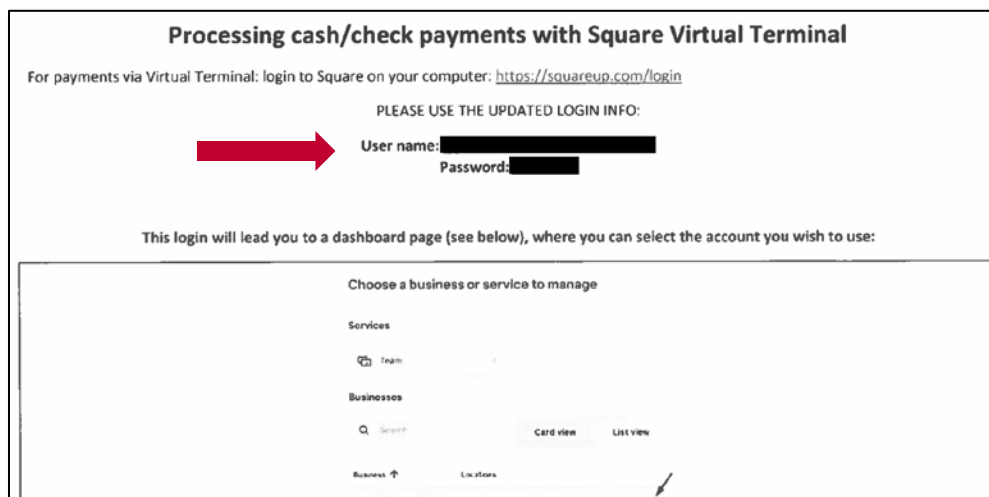 Processing cash/check payments with Square Virtual Terminal
For payments via Virtual Terminal: login to Square on your computer: https://squareup.com/login
PLEASE USE THE UPDATED LOGIN INFO:
User name:
Password:
This login will lead you to a dashboard page (see below), where you can select the account you wish to use:
Choose a business or service to manage
Services
Team
Businesses
Search
Card view List view
Business ↑ Locations